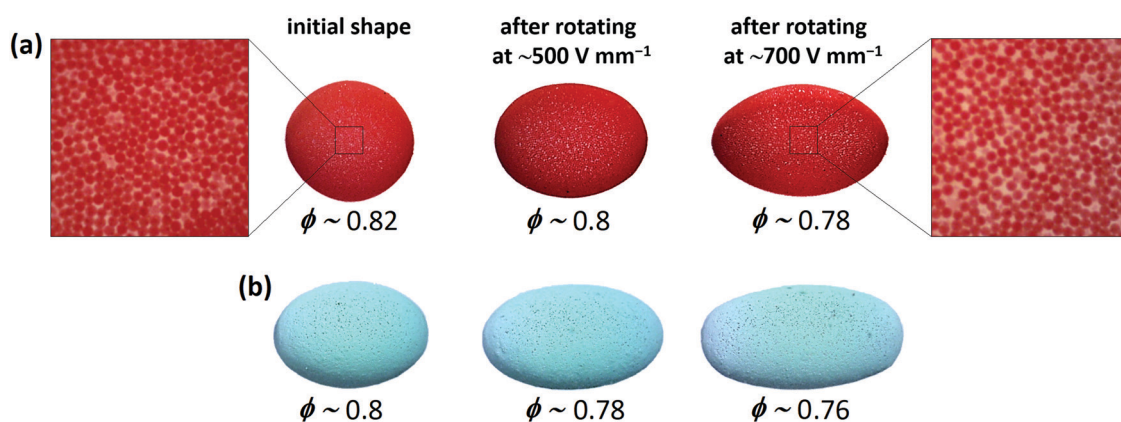 (a)
initial shape
after rotating
at ~500 V mm⁻¹
after rotating
at ~700 V mm⁻¹
ϕ ~ 0.82
ϕ ~ 0.8
ϕ ~ 0.78
(b)
ϕ ~ 0.8
ϕ ~ 0.78
ϕ ~ 0.76